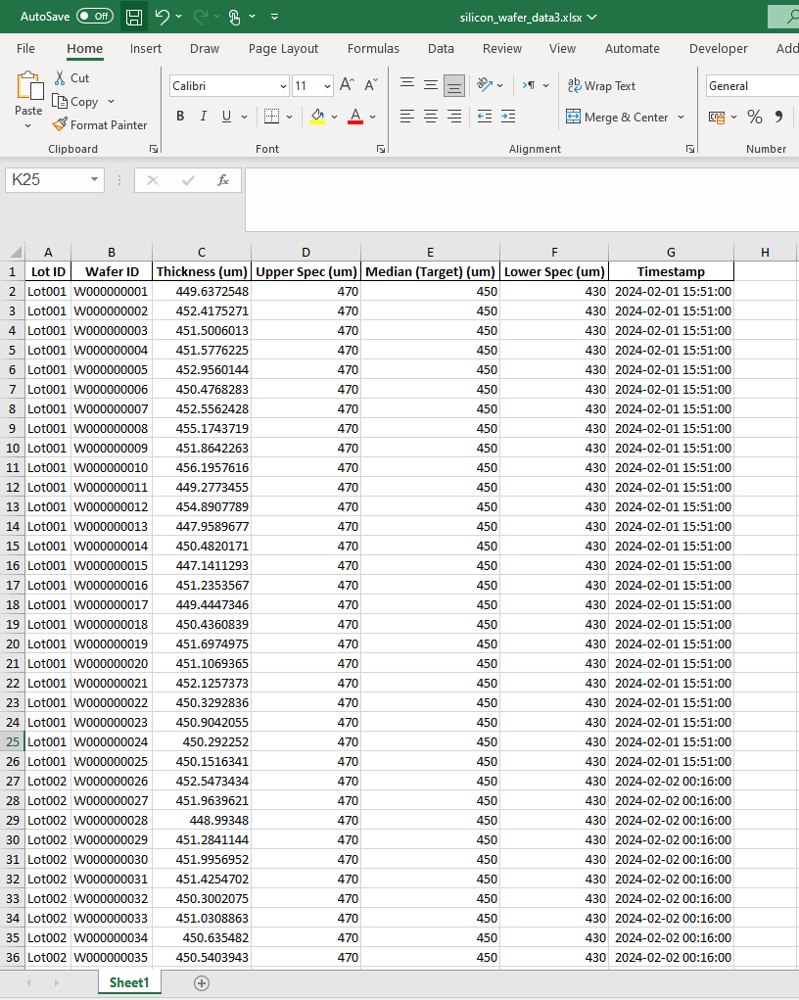 AutoSave Off silicon_wafer_data3.xlsx
File Home Insert Draw Page Layout Formulas Data Review View Automate Developer Add
Paste Cut Copy Format Painter
Calibri 11
B I U A
ab Wrap Text
Merge & Center
General
% 9
Clipboard Font Alignment Number
K25 fx
A B C D E F G H
1 Lot ID Wafer ID Thickness (um) Upper Spec (um) Median (Target) (um) Lower Spec (um) Timestamp
2 Lot001 W000000001 449.6372548 470 450 430 2024-02-01 15:51:00
3 Lot001 W000000002 452.4175271 470 450 430 2024-02-01 15:51:00
4 Lot001 W000000003 451.5006013 470 450 430 2024-02-01 15:51:00
5 Lot001 W000000004 451.5776225 470 450 430 2024-02-01 15:51:00
6 Lot001 W000000005 452.9560144 470 450 430 2024-02-01 15:51:00
7 Lot001 W000000006 450.4768283 470 450 430 2024-02-01 15:51:00
8 Lot001 W000000007 452.5562428 470 450 430 2024-02-01 15:51:00
9 Lot001 W000000008 455.1743719 470 450 430 2024-02-01 15:51:00
10 Lot001 W000000009 451.8642263 470 450 430 2024-02-01 15:51:00
11 Lot001 W000000010 456.1957616 470 450 430 2024-02-01 15:51:00
12 Lot001 W000000011 449.2773455 470 450 430 2024-02-01 15:51:00
13 Lot001 W000000012 454.8907789 470 450 430 2024-02-01 15:51:00
14 Lot001 W000000013 447.9589677 470 450 430 2024-02-01 15:51:00
15 Lot001 W000000014 450.4820171 470 450 430 2024-02-01 15:51:00
16 Lot001 W000000015 447.1411293 470 450 430 2024-02-01 15:51:00
17 Lot001 W000000016 451.2353567 470 450 430 2024-02-01 15:51:00
18 Lot001 W000000017 449.4447346 470 450 430 2024-02-01 15:51:00
19 Lot001 W000000018 450.4360839 470 450 430 2024-02-01 15:51:00
20 Lot001 W000000019 451.6974975 470 450 430 2024-02-01 15:51:00
21 Lot001 W000000020 451.1069365 470 450 430 2024-02-01 15:51:00
22 Lot001 W000000021 452.1257373 470 450 430 2024-02-01 15:51:00
23 Lot001 W000000022 450.3292836 470 450 430 2024-02-01 15:51:00
24 Lot001 W000000023 450.9042055 470 450 430 2024-02-01 15:51:00
25 Lot001 W000000024 450.292252 470 450 430 2024-02-01 15:51:00
26 Lot001 W000000025 450.1516341 470 450 430 2024-02-01 15:51:00
27 Lot002 W000000026 452.5473434 470 450 430 2024-02-02 00:16:00
28 Lot002 W000000027 451.9639621 470 450 430 2024-02-02 00:16:00
29 Lot002 W000000028 448.99348 470 450 430 2024-02-02 00:16:00
30 Lot002 W000000029 451.2841144 470 450 430 2024-02-02 00:16:00
31 Lot002 W000000030 451.9956952 470 450 430 2024-02-02 00:16:00
32 Lot002 W000000031 451.4254702 470 450 430 2024-02-02 00:16:00
33 Lot002 W000000032 450.3002075 470 450 430 2024-02-02 00:16:00
34 Lot002 W000000033 451.0308863 470 450 430 2024-02-02 00:16:00
35 Lot002 W000000034 450.635482 470 450 430 2024-02-02 00:16:00
36 Lot002 W000000035 450.5403943 470 450 430 2024-02-02 00:16:00
Sheet1